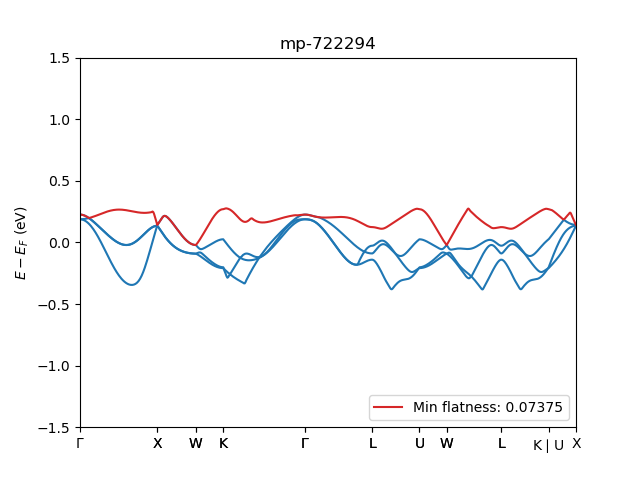 mp-722294
E − E_F (eV)
1.5
1.0
0.5
0.0
−0.5
−1.0
−1.5
Min flatness: 0.07375
Γ X W K Γ L U W L K | U X